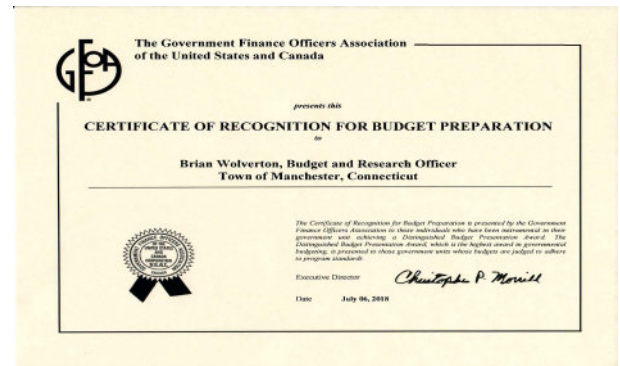 GFOA
The Government Finance Officers Association
of the United States and Canada
presents this
CERTIFICATE OF RECOGNITION FOR BUDGET PREPARATION
to
Brian Wolverton, Budget and Research Officer
Town of Manchester, Connecticut
The Certificate of Recognition for Budget Preparation is presented by the Government
Finance Officers Association to those individuals who have been instrumental in their
government unit achieving a Distinguished Budget Presentation Award. The
Distinguished Budget Presentation Award, which is the highest award in governmental
budgeting, is presented to those government units whose budgets are judged to adhere
to program standards.
Executive Director
Christopher P. Morrill
Date July 06, 2018